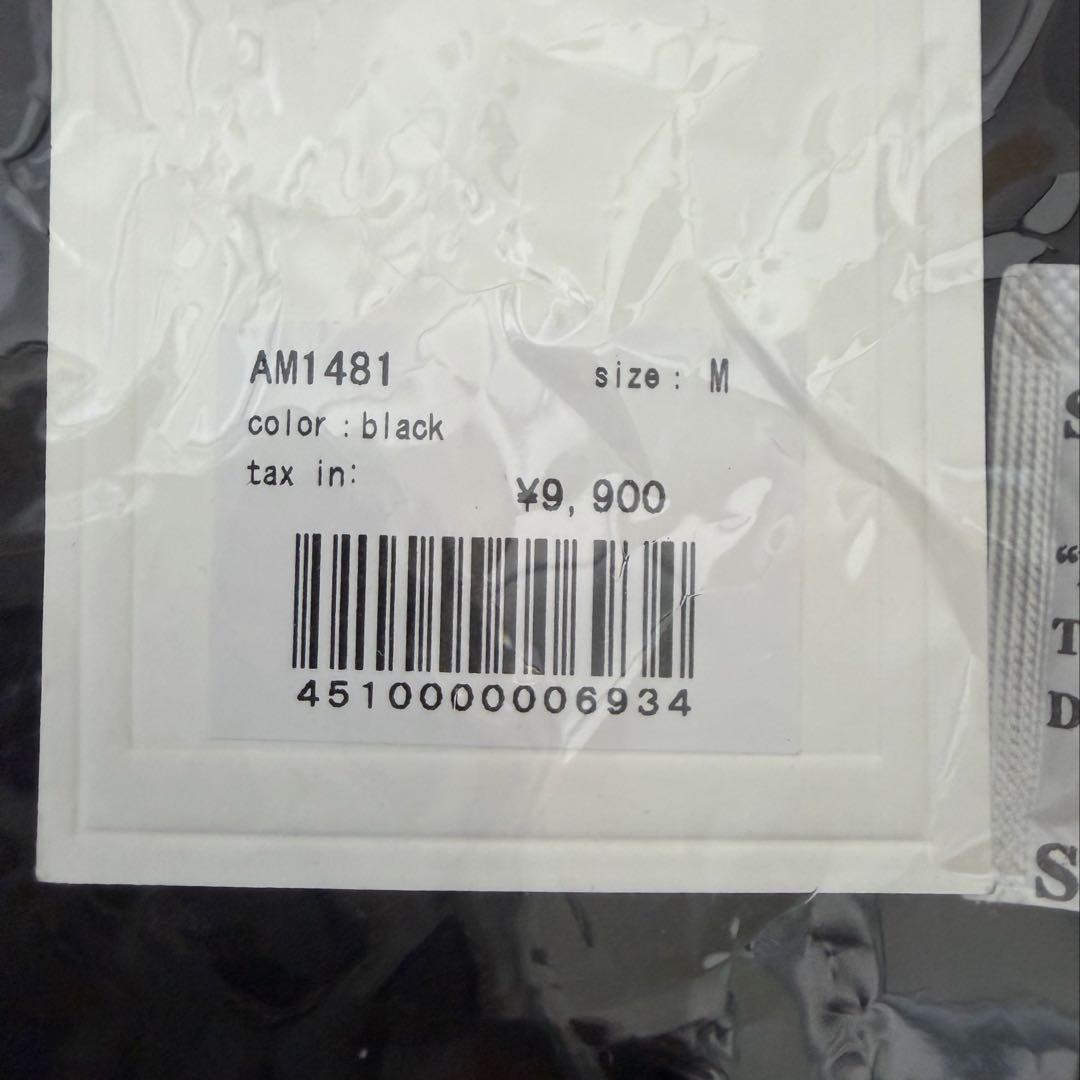 AM1481 size: M
color :black
tax in:
¥9, 900
4510000006934
S
“
T
D
S